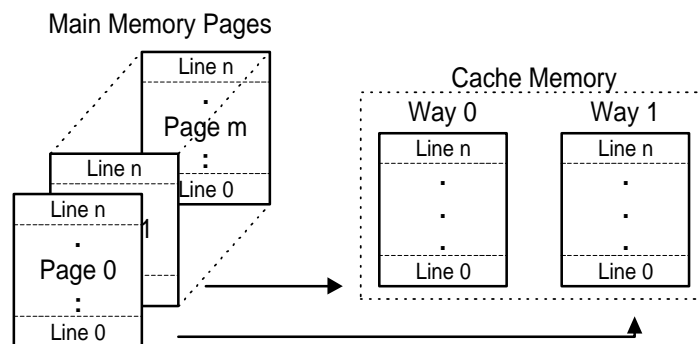 Main Memory Pages
Line n
Page m
Line 0
Line n
1
Line n
Page 0
Line 0
Cache Memory
Way 0 Way 1
Line n Line n
Line 0 Line 0